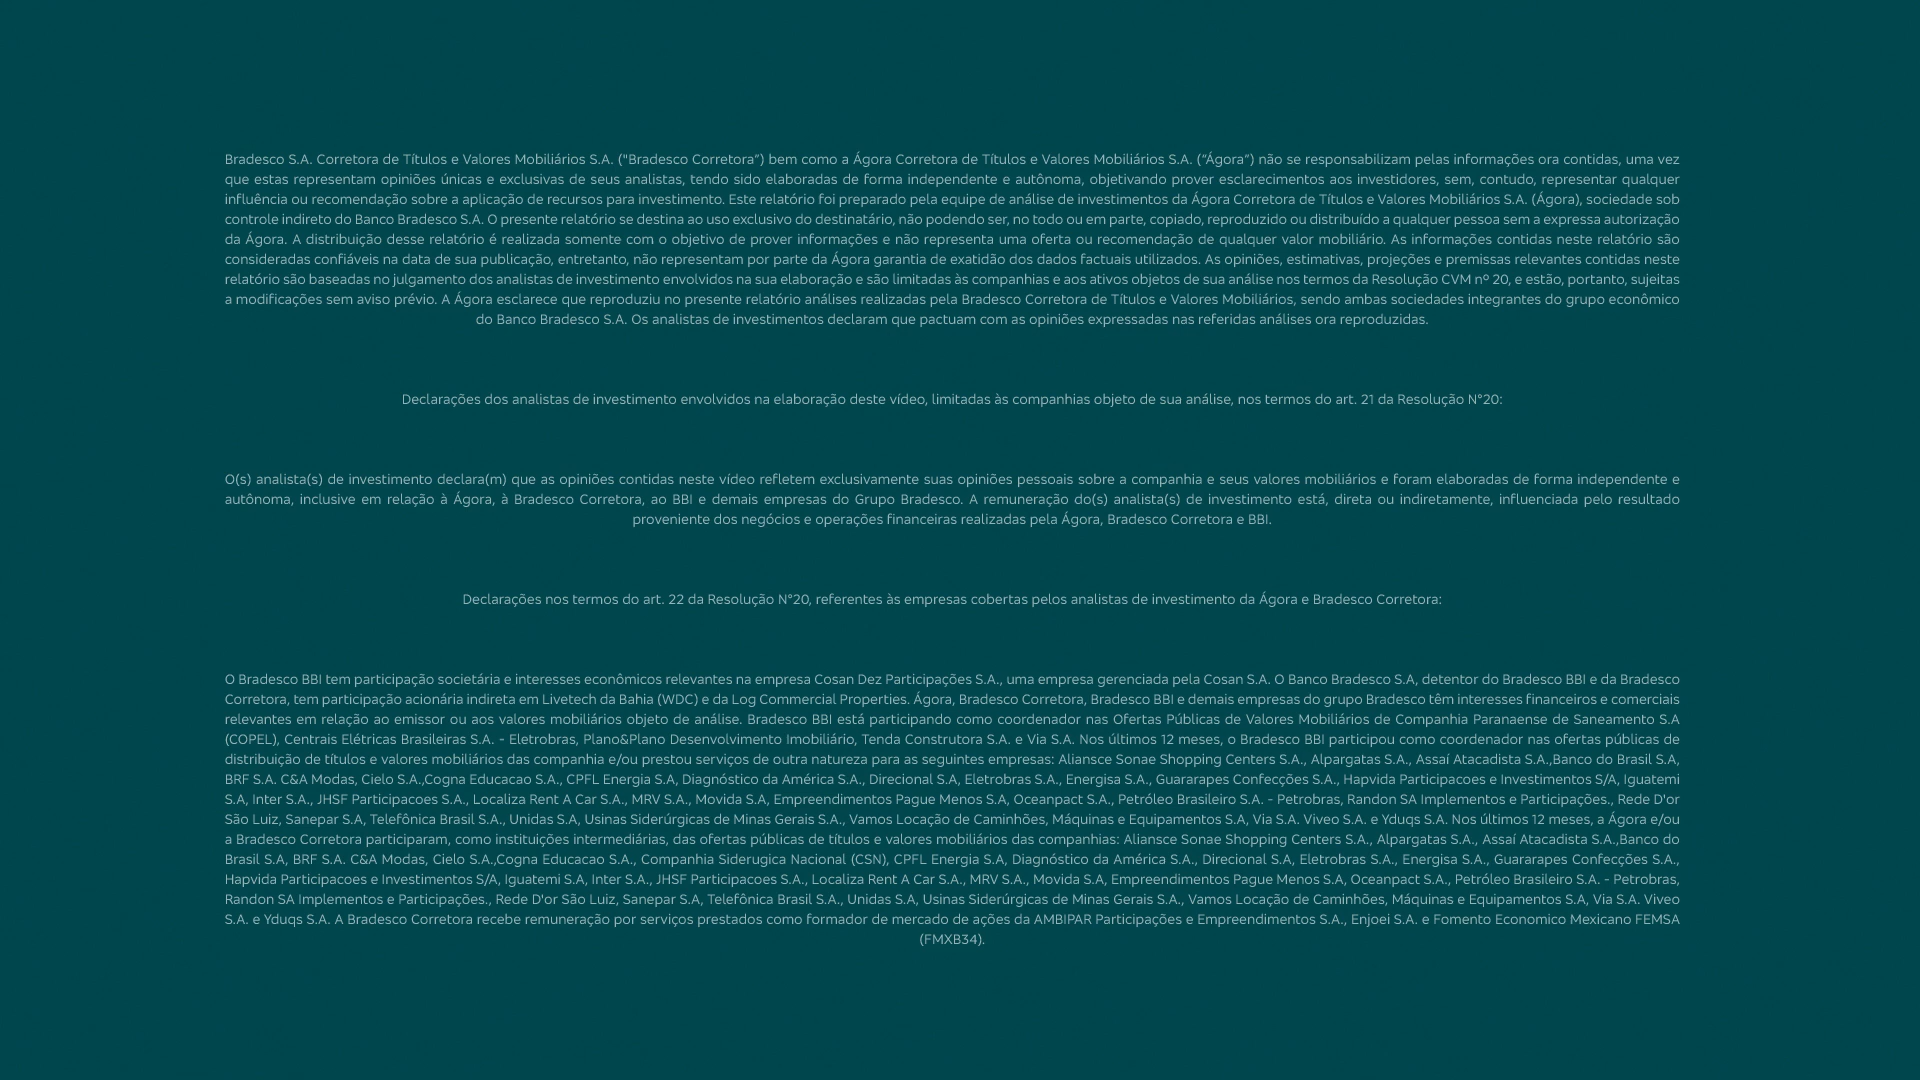 Bradesco S.A. Corretora de Títulos e Valores Mobiliários S.A. ("Bradesco Corretora") bem como a Ágora Corretora de Títulos e Valores Mobiliários S.A. ("Ágora") não se responsabilizam pelas informações ora contidas, uma vez
que estas representam opiniões únicas e exclusivas de seus analistas, tendo sido elaboradas de forma independente e autônoma, objetivando prover esclarecimentos aos investidores, sem, contudo, representar qualquer
influência ou recomendação sobre a aplicação de recursos para investimento. Este relatório foi preparado pela equipe de análise de investimentos da Ágora Corretora de Títulos e Valores Mobiliários S.A. (Ágora), sociedade sob
controle indireto do Banco Bradesco S.A. O presente relatório se destina ao uso exclusivo do destinatário, não podendo ser, no todo ou em parte, copiado, reproduzido ou distribuído a qualquer pessoa sem a expressa autorização
da Ágora. A distribuição desse relatório é realizada somente com o objetivo de prover informações e não representa uma oferta ou recomendação de qualquer valor mobiliário. As informações contidas neste relatório são
consideradas confiáveis na data de sua publicação, entretanto, não representam por parte da Ágora garantia de exatidão dos dados factuais utilizados. As opiniões, estimativas, projeções e premissas relevantes contidas neste
relatório são baseadas no julgamento dos analistas de investimento envolvidos na sua elaboração e são limitadas às companhias e aos ativos objetos de sua análise nos termos da Resolução CVM nº 20, e estão, portanto, sujeitas
a modificações sem aviso prévio. A Ágora esclarece que reproduziu no presente relatório análises realizadas pela Bradesco Corretora de Títulos e Valores Mobiliários, sendo ambas sociedades integrantes do grupo econômico
do Banco Bradesco S.A. Os analistas de investimentos declaram que pactuam com as opiniões expressadas nas referidas análises ora reproduzidas.
Declarações dos analistas de investimento envolvidos na elaboração deste vídeo, limitadas às companhias objeto de sua análise, nos termos do art. 21 da Resolução N°20:
O(s) analista(s) de investimento declara(m) que as opiniões contidas neste vídeo refletem exclusivamente suas opiniões pessoais sobre a companhia e seus valores mobiliários e foram elaboradas de forma independente e
autônoma, inclusive em relação à Ágora, à Bradesco Corretora, ao BBI e demais empresas do Grupo Bradesco. A remuneração do(s) analista(s) de investimento está, direta ou indiretamente, influenciada pelo resultado
proveniente dos negócios e operações financeiras realizadas pela Ágora, Bradesco Corretora e BBI.
Declarações nos termos do art. 22 da Resolução N°20, referentes às empresas cobertas pelos analistas de investimento da Ágora e Bradesco Corretora:
O Bradesco BBI tem participação societária e interesses econômicos relevantes na empresa Cosan Dez Participações S.A., uma empresa gerenciada pela Cosan S.A. O Banco Bradesco S.A, detentor do Bradesco BBI e da Bradesco
Corretora, tem participação acionária indireta em Livetech da Bahia (WDC) e da Log Commercial Properties. Ágora, Bradesco Corretora, Bradesco BBI e demais empresas do grupo Bradesco têm interesses financeiros e comerciais
relevantes em relação ao emissor ou aos valores mobiliários objeto de análise. Bradesco BBI está participando como coordenador nas Ofertas Públicas de Valores Mobiliários de Companhia Paranaense de Saneamento S.A
(COPEL), Centrais Elétricas Brasileiras S.A. - Eletrobras, Plano&Plano Desenvolvimento Imobiliário, Tenda Construtora S.A. e Via S.A. Nos últimos 12 meses, o Bradesco BBI participou como coordenador nas ofertas públicas de
distribuição de títulos e valores mobiliários das companhia e/ou prestou serviços de outra natureza para as seguintes empresas: Aliansce Sonae Shopping Centers S.A., Alpargatas S.A., Assaí Atacadista S.A.,Banco do Brasil S.A,
BRF S.A. C&A Modas, Cielo S.A.,Cogna Educacao S.A., CPFL Energia S.A, Diagnóstico da América S.A., Direcional S.A, Eletrobras S.A., Energisa S.A., Guararapes Confecções S.A., Hapvida Participacoes e Investimentos S/A, Iguatemi
S.A, Inter S.A., JHSF Participacoes S.A., Localiza Rent A Car S.A., MRV S.A., Movida S.A, Empreendimentos Pague Menos S.A, Oceanpact S.A., Petróleo Brasileiro S.A. - Petrobras, Randon SA Implementos e Participações., Rede D'or
São Luiz, Sanepar S.A, Telefônica Brasil S.A., Unidas S.A, Usinas Siderúrgicas de Minas Gerais S.A., Vamos Locação de Caminhões, Máquinas e Equipamentos S.A, Via S.A. Viveo S.A. e Yduqs S.A. Nos últimos 12 meses, a Ágora e/ou
a Bradesco Corretora participaram, como instituições intermediárias, das ofertas públicas de títulos e valores mobiliários das companhias: Aliansce Sonae Shopping Centers S.A., Alpargatas S.A., Assaí Atacadista S.A.,Banco do
Brasil S.A, BRF S.A. C&A Modas, Cielo S.A.,Cogna Educacao S.A., Companhia Siderugica Nacional (CSN), CPFL Energia S.A, Diagnóstico da América S.A., Direcional S.A, Eletrobras S.A., Energisa S.A., Guararapes Confecções S.A.,
Hapvida Participacoes e Investimentos S/A, Iguatemi S.A, Inter S.A., JHSF Participacoes S.A., Localiza Rent A Car S.A., MRV S.A., Movida S.A, Empreendimentos Pague Menos S.A, Oceanpact S.A., Petróleo Brasileiro S.A. - Petrobras,
Randon SA Implementos e Participações., Rede D'or São Luiz, Sanepar S.A, Telefônica Brasil S.A., Unidas S.A, Usinas Siderúrgicas de Minas Gerais S.A., Vamos Locação de Caminhões, Máquinas e Equipamentos S.A, Via S.A. Viveo
S.A. e Yduqs S.A. A Bradesco Corretora recebe remuneração por serviços prestados como formador de mercado de ações da AMBIPAR Participações e Empreendimentos S.A., Enjoei S.A. e Fomento Economico Mexicano FEMSA
(FMXB34).